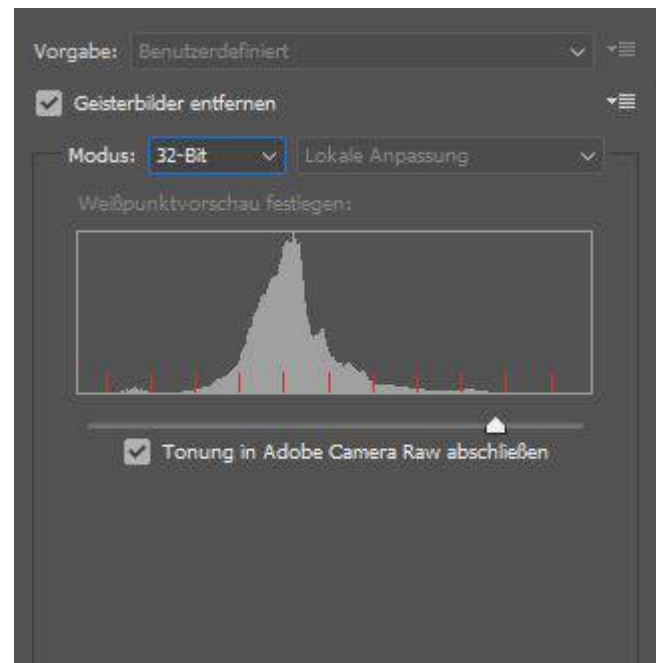 Vorgabe: Benutzerdefiniert
Geisterbilder entfernen
Modus: 32-Bit Lokale Anpassung
Weißpunktvorschau festlegen:
Tonung in Adobe Camera Raw abschließen